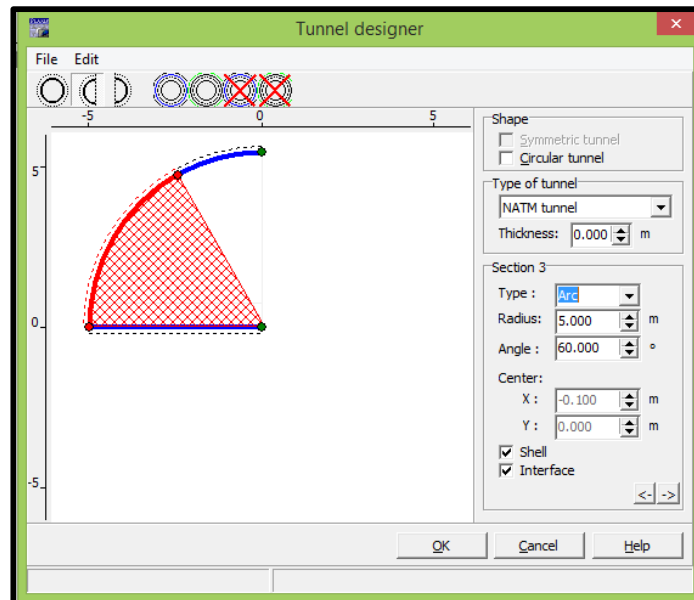 Tunnel designer
File Edit
-5 0 5
5
0
-5
Shape
Symmetric tunnel
Circular tunnel
Type of tunnel
NATM tunnel
Thickness: 0.000 m
Section 3
Type : Arc
Radius: 5.000 m
Angle : 60.000 °
Center:
X : -0.100 m
Y : 0.000 m
Shell
Interface
<- ->
OK Cancel Help